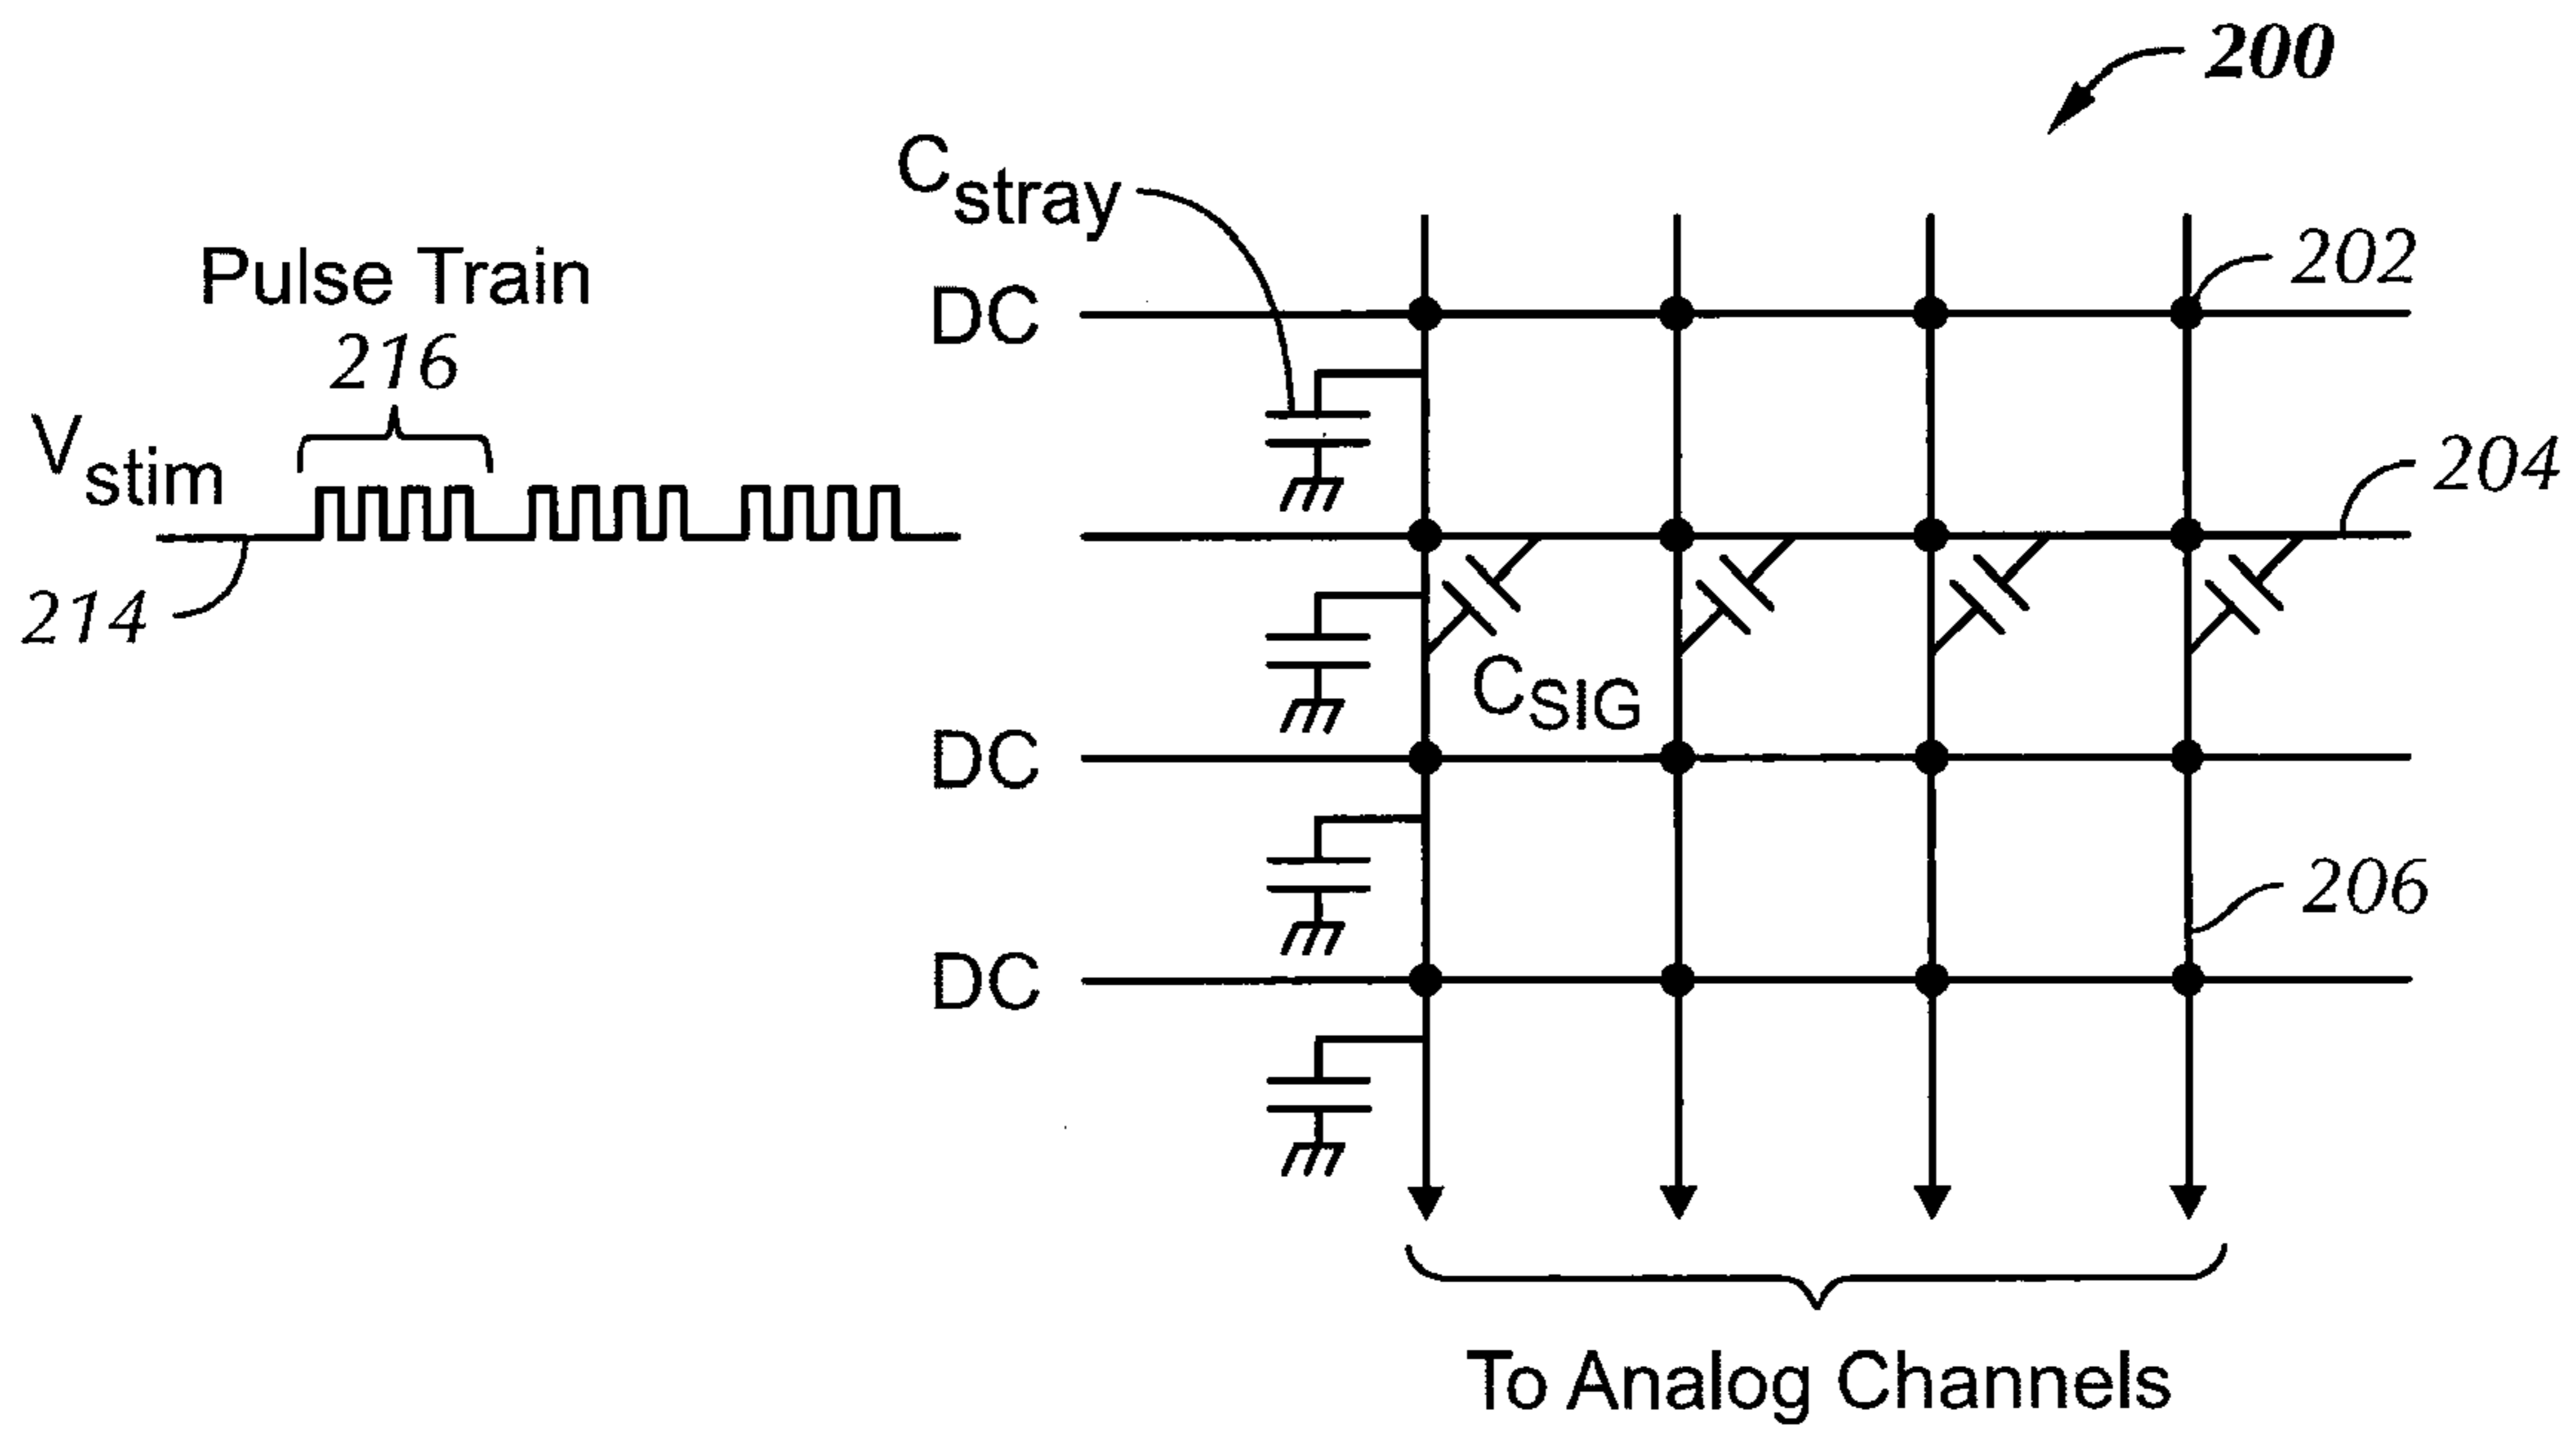 200
Cstray
Pulse Train
216
DC
202
Vstim
204
214
CSIG
DC
206
DC
To Analog Channels